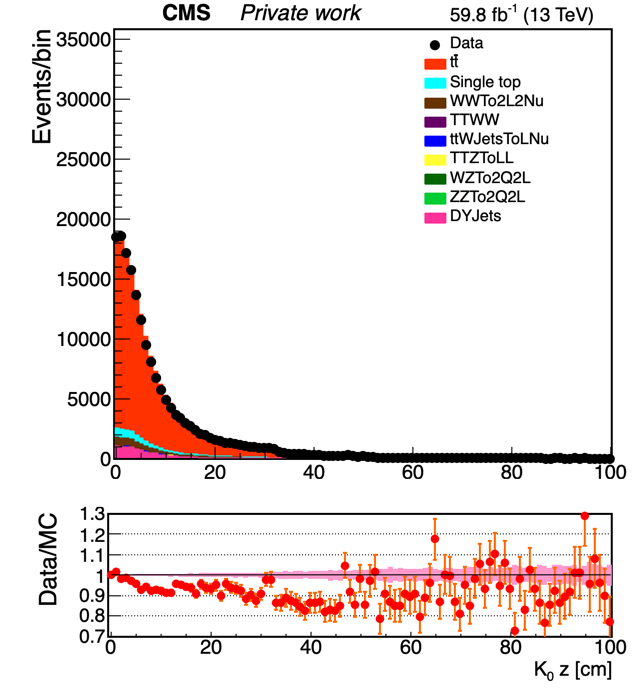 CMS Private work 59.8 fb⁻¹ (13 TeV)
Events/bin
35000
30000
25000
20000
15000
10000
5000
0
Data
tt̄
Single top
WWTo2L2Nu
TTWW
ttWJetsToLNu
TTZToLL
WZTo2Q2L
ZZTo2Q2L
DYJets
0 20 40 60 80 100
Data/MC
1.3
1.2
1.1
1
0.9
0.8
0.7
0 20 40 60 80 100
K₀ z [cm]